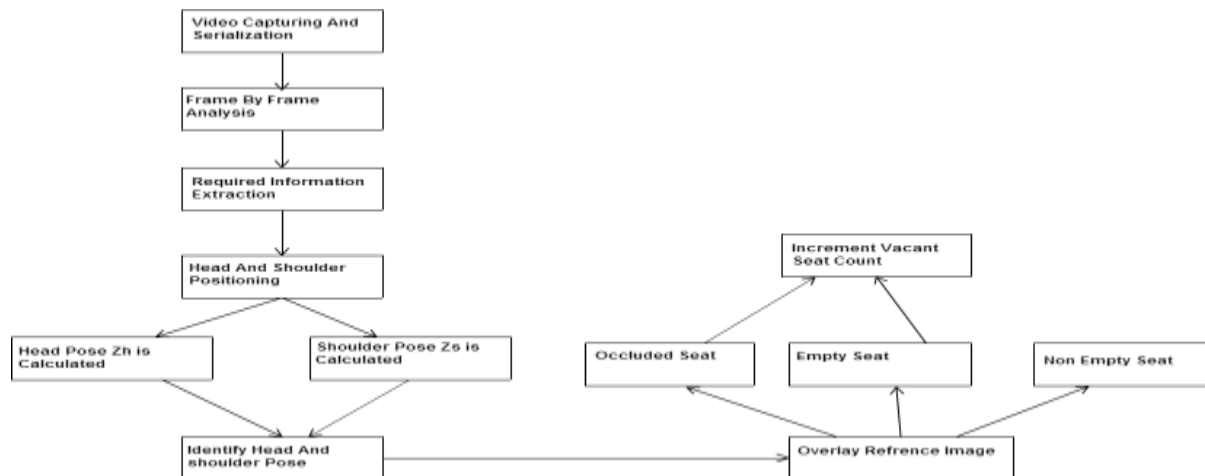 Video Capturing And
Serialization
Frame By Frame
Analysis
Required Information
Extraction
Head And Shoulder
Positioning
Head Pose Zh is
Calculated
Shoulder Pose Zs is
Calculated
Identify Head And
shoulder Pose
Increment Vacant
Seat Count
Occluded Seat
Empty Seat
Non Empty Seat
Overlay Refrence Image